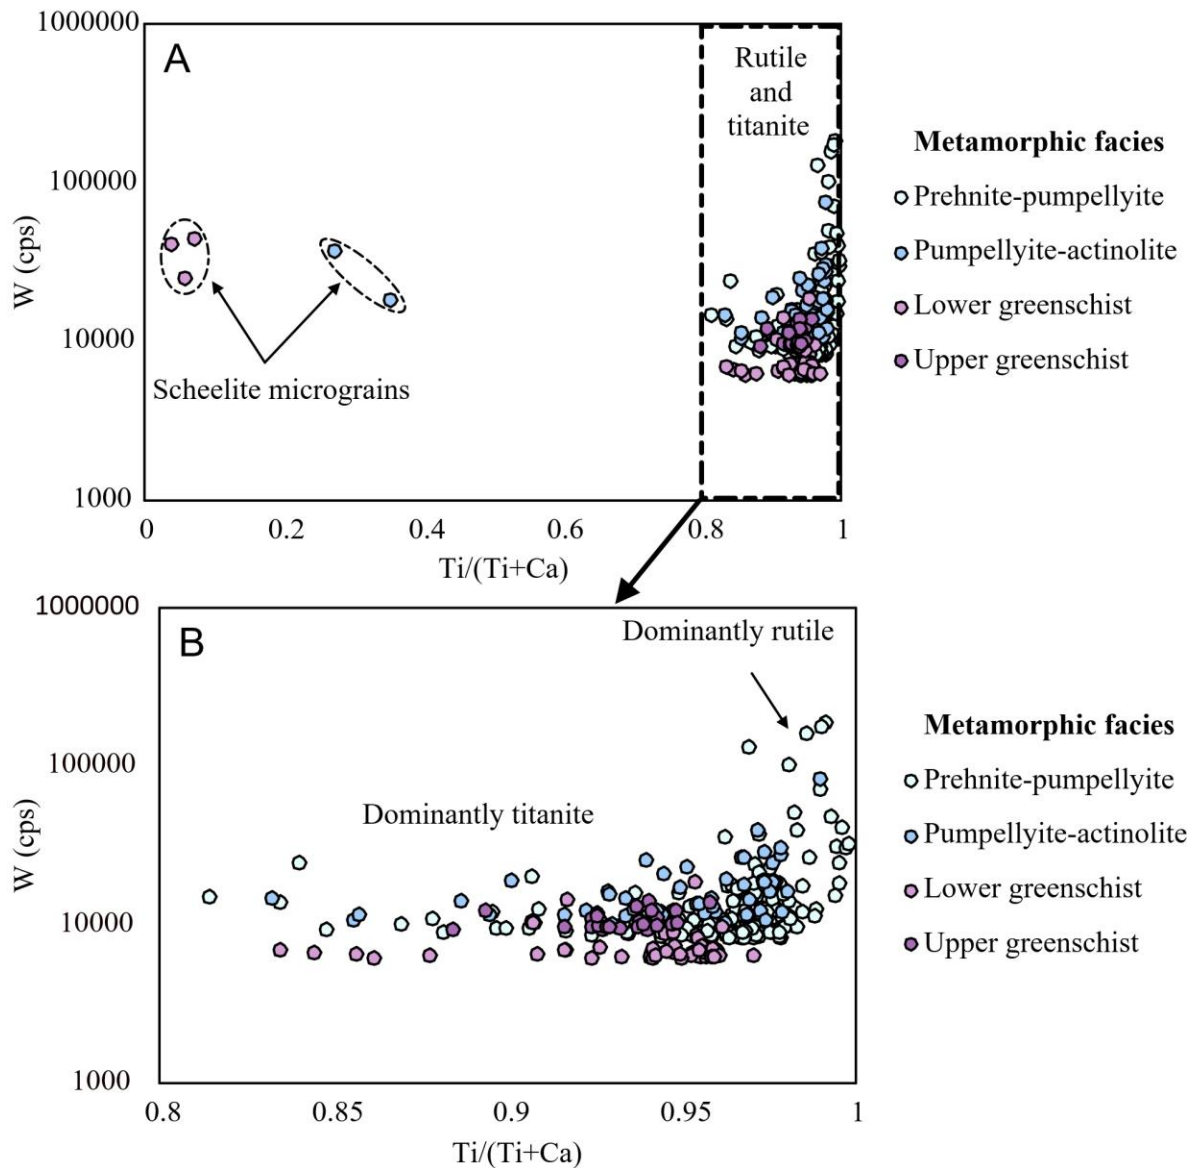 1000000
100000
10000
1000
W (cps)
A
Rutile
and
titanite
Scheelite micrograins
0 0.2 0.4 0.6 0.8 1
Ti/(Ti+Ca)
Metamorphic facies
Prehnite-pumpellyite
Pumpellyite-actinolite
Lower greenschist
Upper greenschist
1000000
100000
10000
1000
W (cps)
B
Dominantly rutile
Dominantly titanite
0.8 0.85 0.9 0.95 1
Ti/(Ti+Ca)
Metamorphic facies
Prehnite-pumpellyite
Pumpellyite-actinolite
Lower greenschist
Upper greenschist